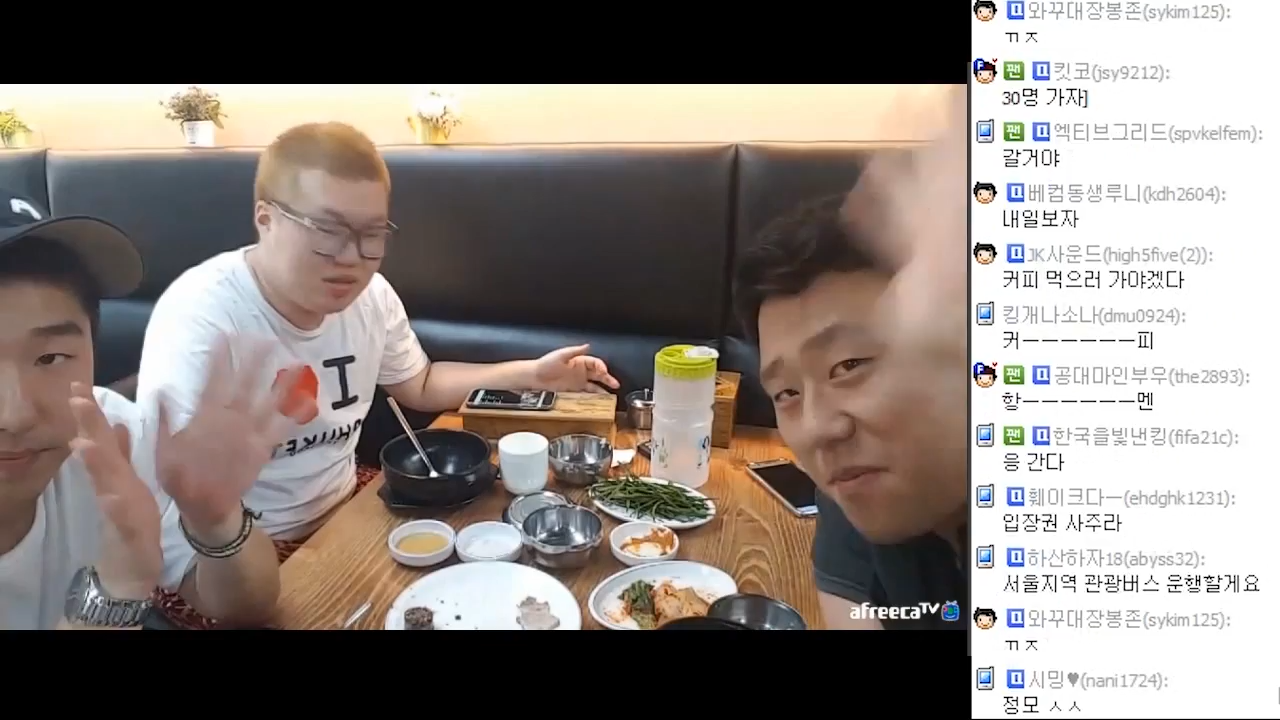 와꾸대장봉존(sykim125):
ㄲㅈ
팬 킷코(jsy9212):
30명 가자]
팬 엑티브그리드(spvkelfem):
갈거야
베컴동생루니(kdh2604):
내일보자
JK사운드(high5five(2)):
커피 먹으러 가야겠다
킹개나소나(dmu0924):
커ㅡㅡㅡㅡㅡㅡ피
팬 공대마인부우(the2893):
항ㅡㅡㅡㅡㅡㅡ멘
팬 한국을빛낸킹(fifa21c):
응 간다
훼이크다ㅡ(ehdghk1231):
입장권 사주라
하산하자18(abyss32):
서울지역 관광버스 운행할게요
와꾸대장봉존(sykim125):
ㄲㅈ
시밍♥(nani1724):
정모 ㅅㅅ
I
afreecaTV